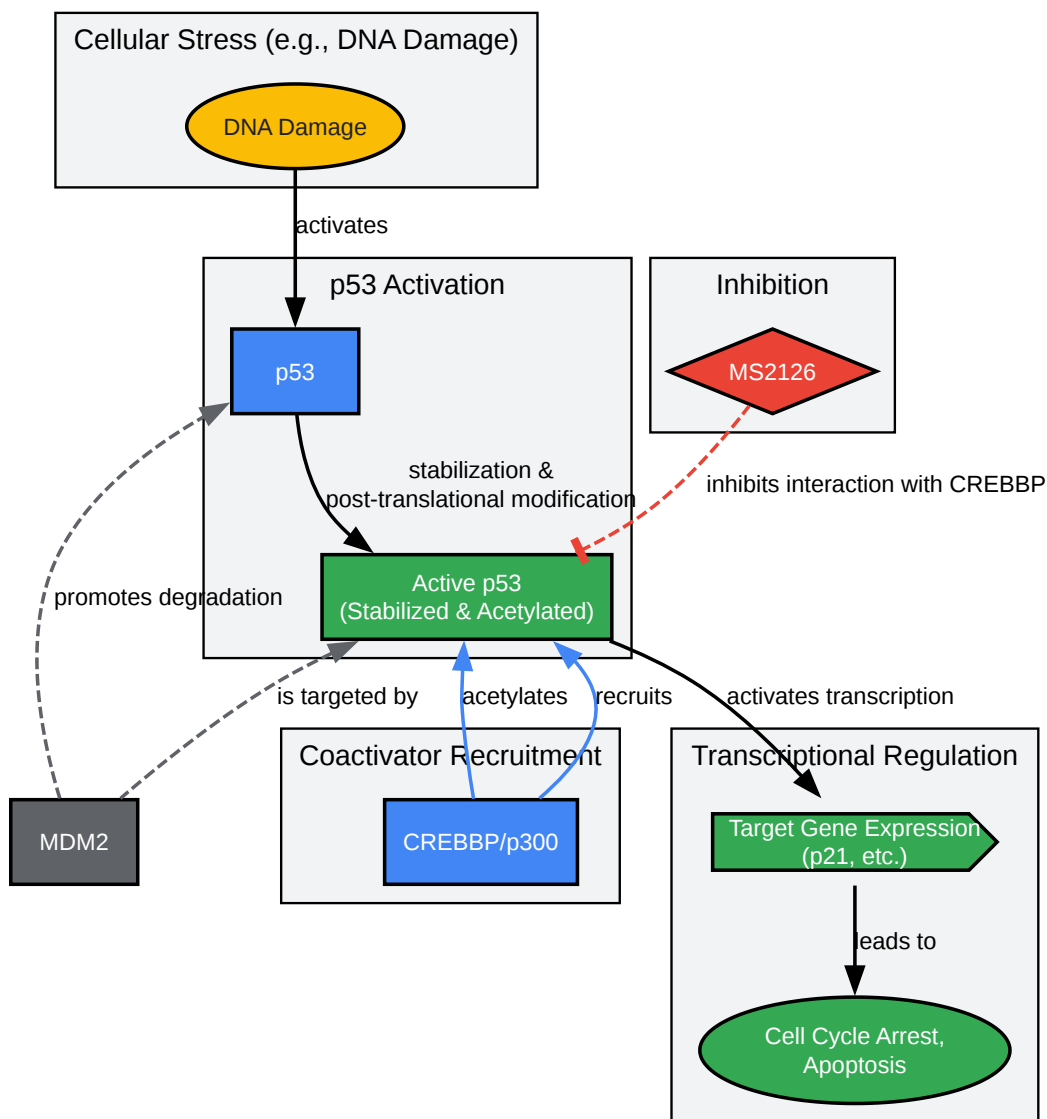 Cellular Stress (e.g., DNA Damage)
DNA Damage
activates
p53 Activation
Inhibition
p53
MS2126
stabilization &
post-translational modification
inhibits interaction with CREBBP
Active p53
(Stabilized & Acetylated)
promotes degradation
is targeted by
acetylates
recruits
activates transcription
Coactivator Recruitment
Transcriptional Regulation
MDM2
CREBBP/p300
Target Gene Expression
(p21, etc.)
leads to
Cell Cycle Arrest,
Apoptosis